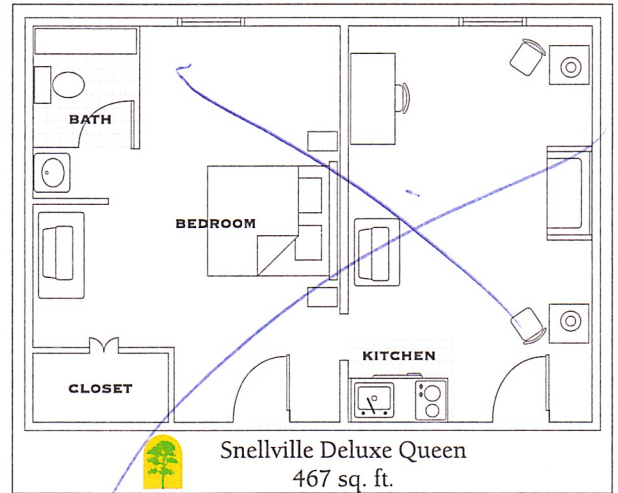 BATH
BEDROOM
KITCHEN
CLOSET
Snellville Deluxe Queen
467 sq. ft.